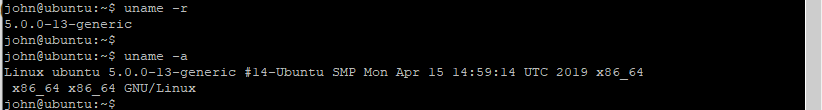 john@ubuntu:~$ uname -r
5.0.0-13-generic
john@ubuntu:~$
john@ubuntu:~$ uname -a
Linux ubuntu 5.0.0-13-generic #14-Ubuntu SMP Mon Apr 15 14:59:14 UTC 2019 x86_64
 x86_64 x86_64 GNU/Linux
john@ubuntu:~$